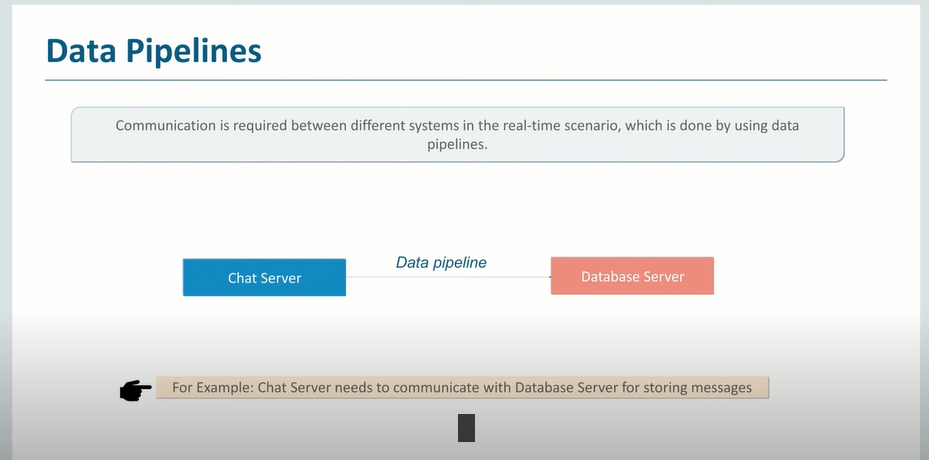 Data Pipelines
Communication is required between different systems in the real-time scenario, which is done by using data
pipelines.
Data pipeline
Chat Server
Database Server
For Example: Chat Server needs to communicate with Database Server for storing messages